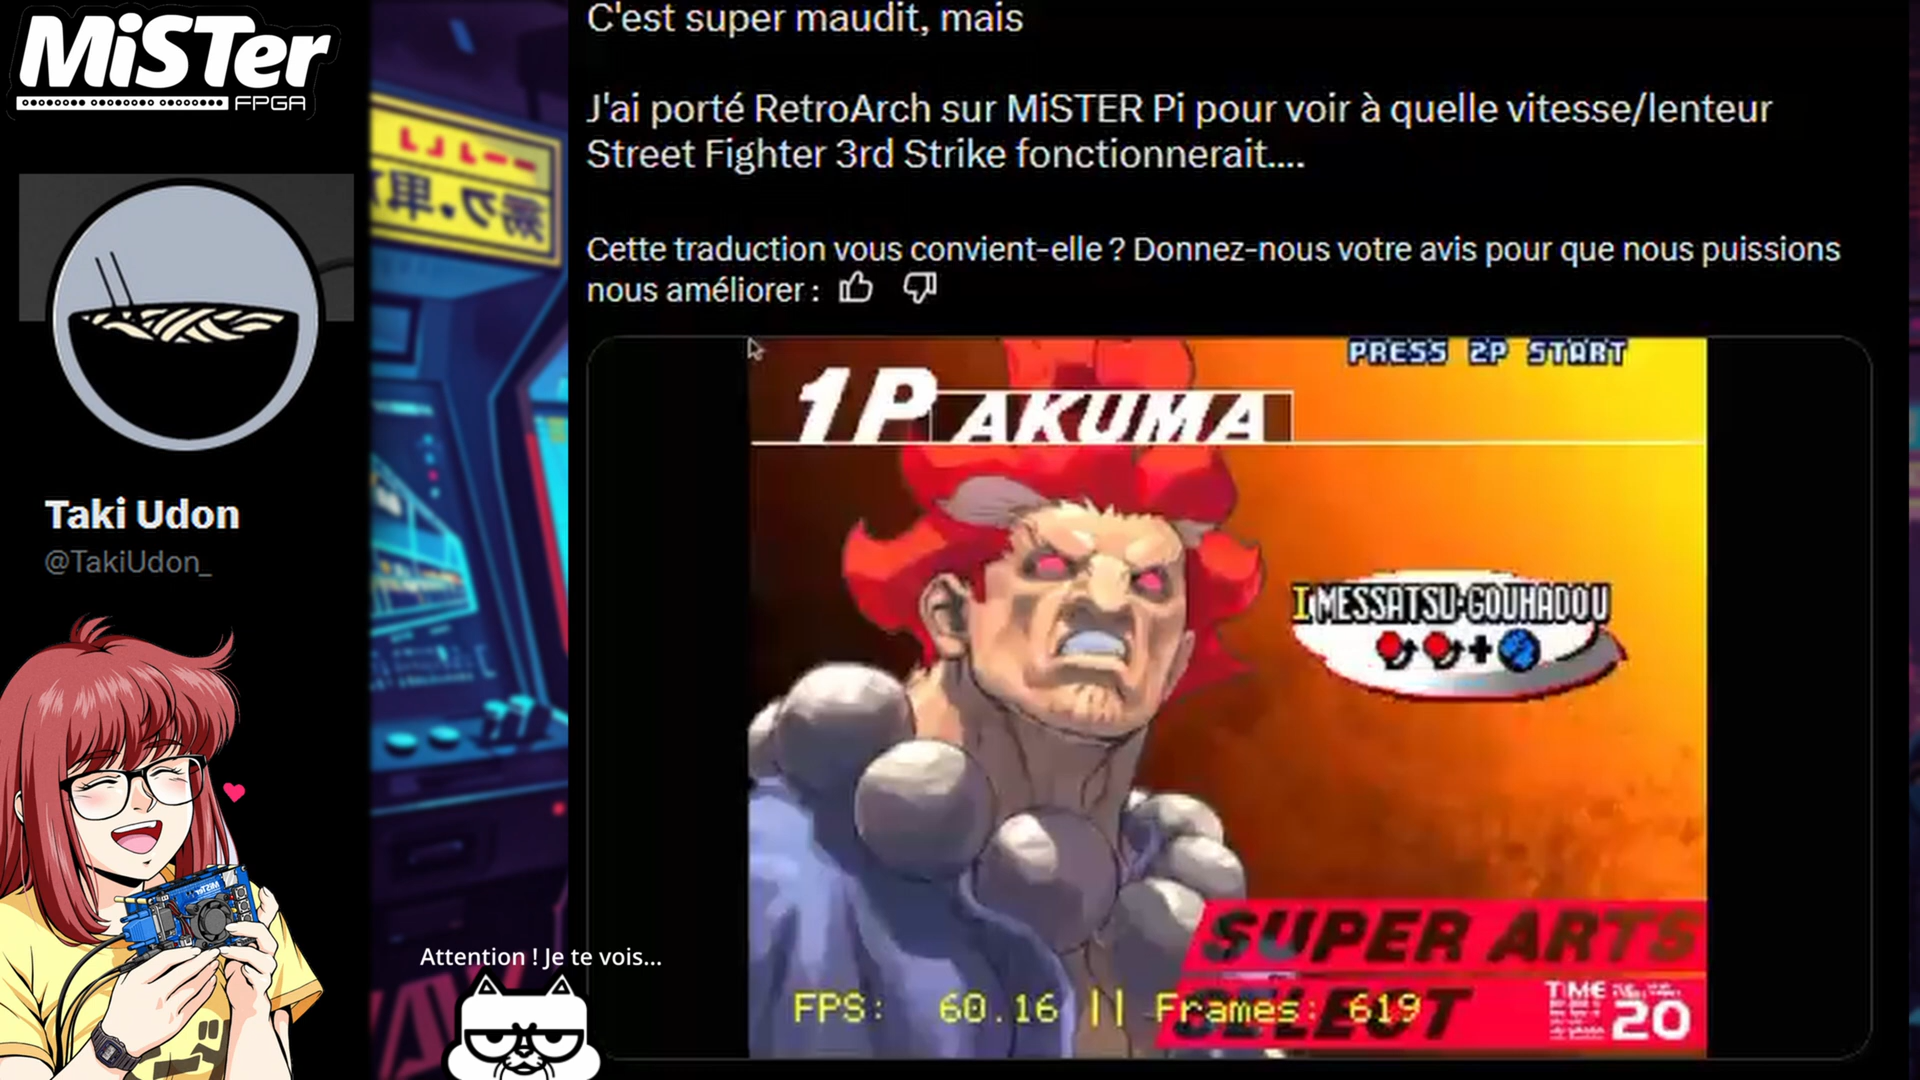 MiSTer
FPGA
C'est super maudit, mais
J'ai porté RetroArch sur MiSTER Pi pour voir à quelle vitesse/lenteur
Street Fighter 3rd Strike fonctionnerait....
Cette traduction vous convient-elle ? Donnez-nous votre avis pour que nous puissions
nous améliorer :
Taki Udon
@TakiUdon_
PRESS 2P START
1P AKUMA
I MESSATSU-GOUHADOU
SUPER ARTS
SELECT
TIME
20
FPS: 60.16 || Frames: 619
Attention ! Je te vois...